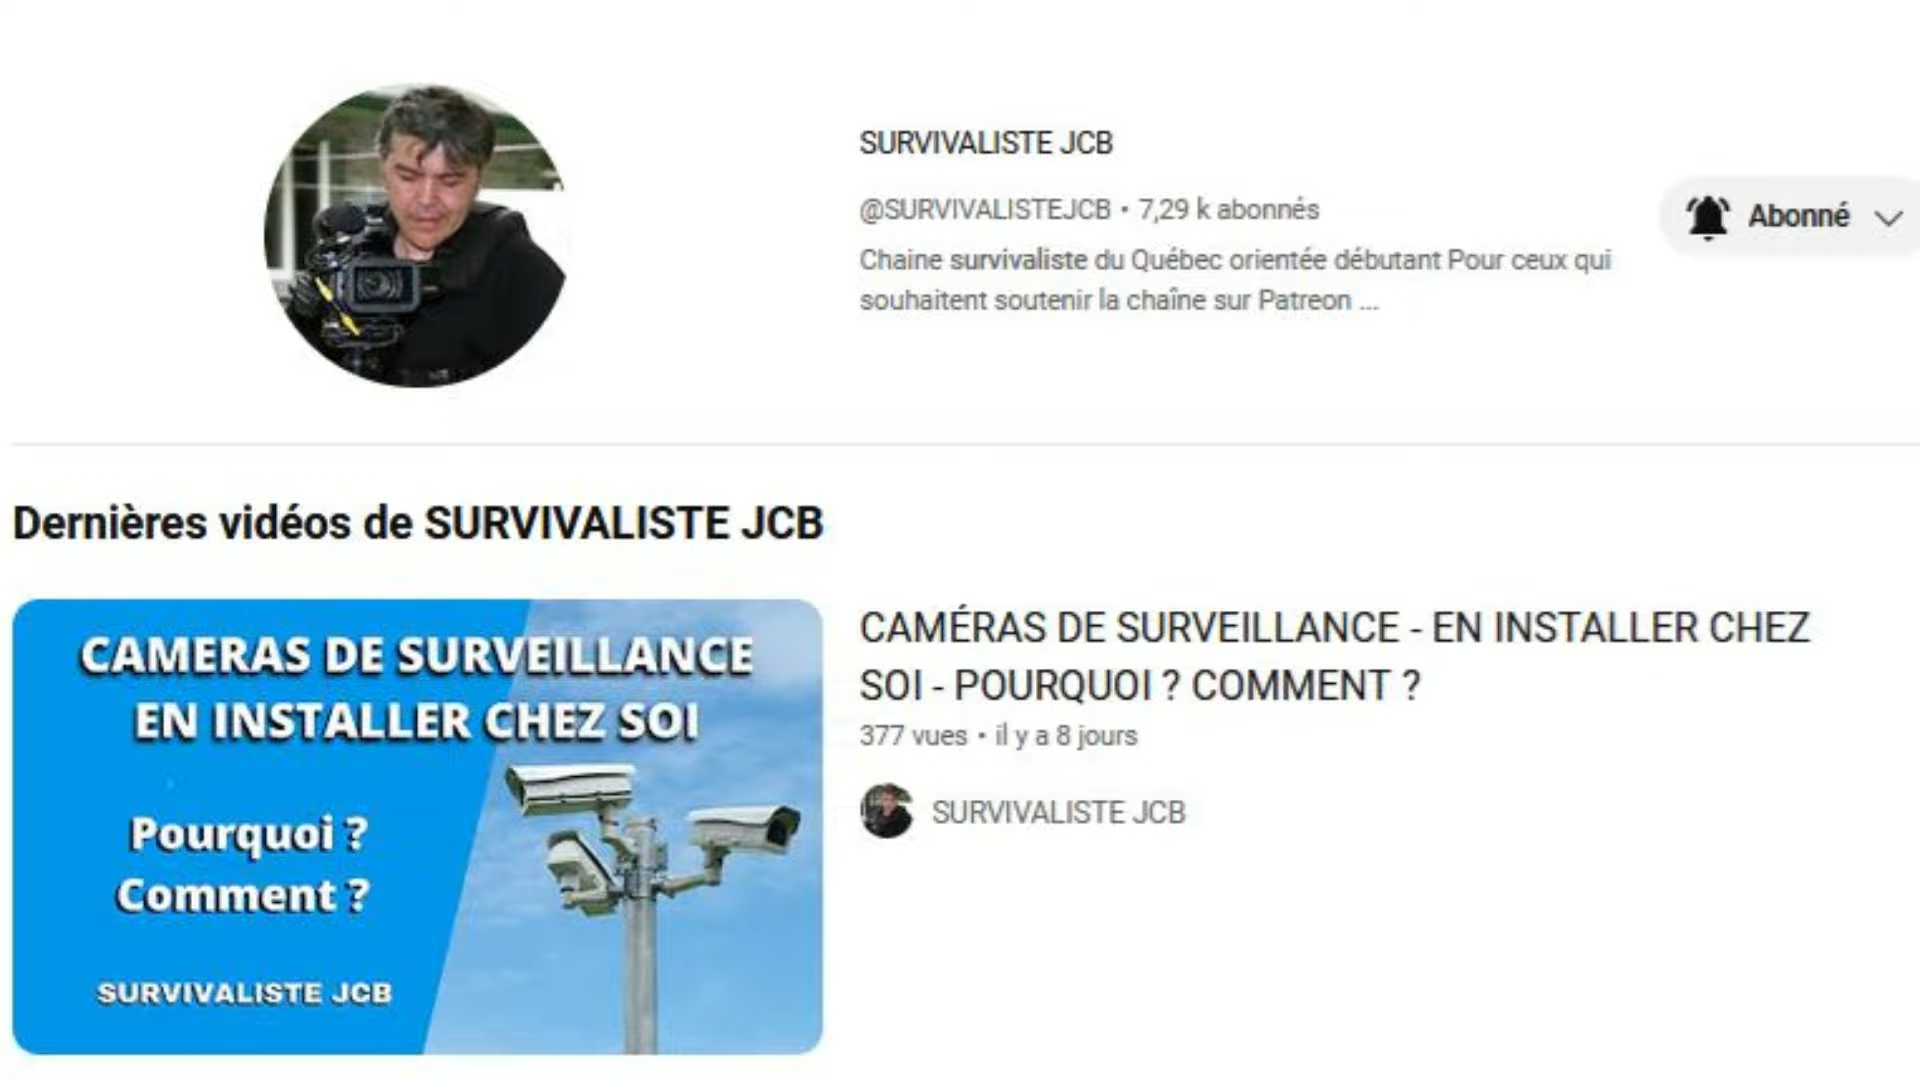 SURVIVALISTE JCB
@SURVIVALISTEJCB • 7,29 k abonnés
Chaine survivaliste du Québec orientée débutant Pour ceux qui
souhaitent soutenir la chaîne sur Patreon ...
Abonné
Dernières vidéos de SURVIVALISTE JCB
CAMERAS DE SURVEILLANCE
EN INSTALLER CHEZ SOI
Pourquoi ?
Comment ?
SURVIVALISTE JCB
CAMÉRAS DE SURVEILLANCE - EN INSTALLER CHEZ
SOI - POURQUOI ? COMMENT ?
377 vues • il y a 8 jours
SURVIVALISTE JCB